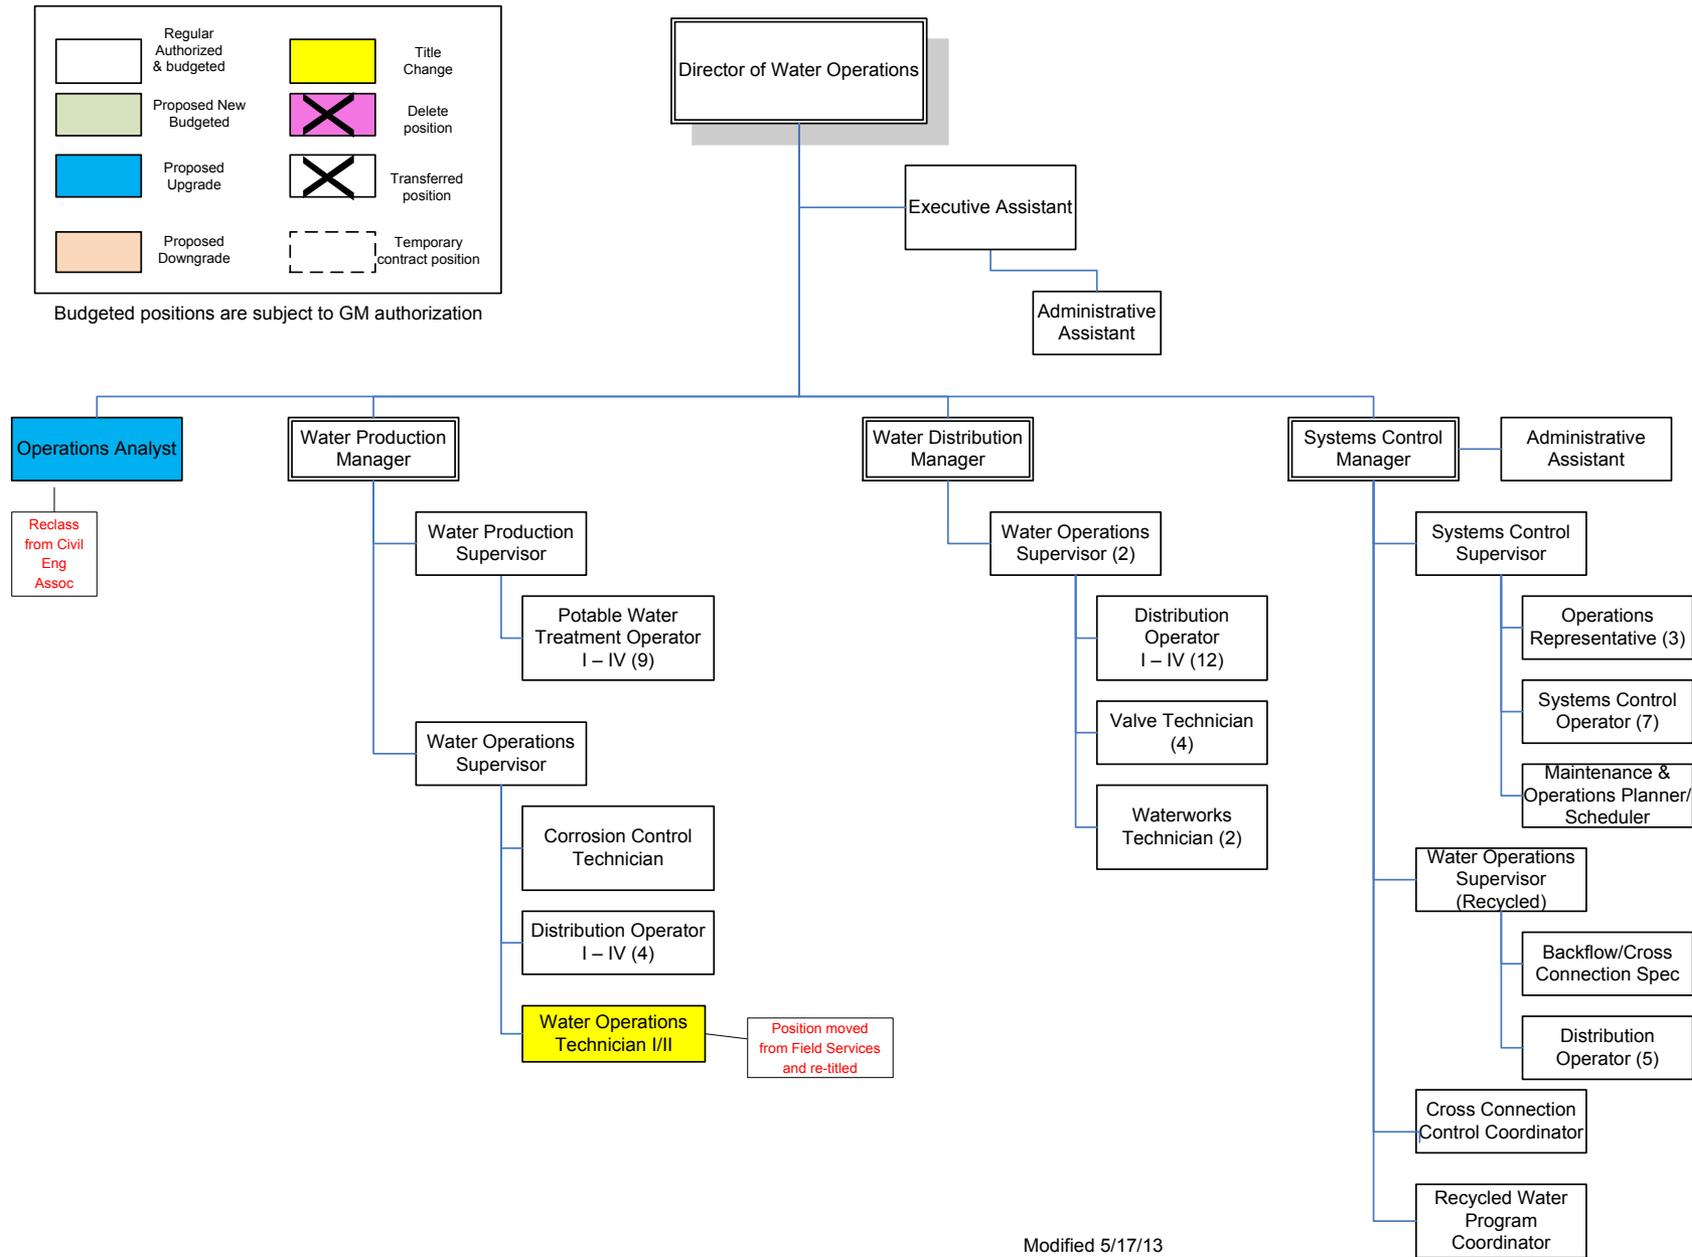 Regular
Authorized
& budgeted
Title
Change
Proposed New
Budgeted
Delete
position
Proposed
Upgrade
Transferred
position
Proposed
Downgrade
Temporary
contract position
Budgeted positions are subject to GM authorization
Director of Water Operations
Executive Assistant
Administrative
Assistant
Operations Analyst
Reclass
from Civil
Eng
Assoc
Water Production
Manager
Water Production
Supervisor
Potable Water
Treatment Operator
I – IV (9)
Water Operations
Supervisor
Corrosion Control
Technician
Distribution Operator
I – IV (4)
Water Operations
Technician I/II
Position moved
from Field Services
and re-titled
Water Distribution
Manager
Water Operations
Supervisor (2)
Distribution
Operator
I – IV (12)
Valve Technician
(4)
Waterworks
Technician (2)
Systems Control
Manager
Administrative
Assistant
Systems Control
Supervisor
Operations
Representative (3)
Systems Control
Operator (7)
Maintenance &
Operations Planner/
Scheduler
Water Operations
Supervisor
(Recycled)
Backflow/Cross
Connection Spec
Distribution
Operator (5)
Cross Connection
Control Coordinator
Recycled Water
Program
Coordinator
Modified 5/17/13